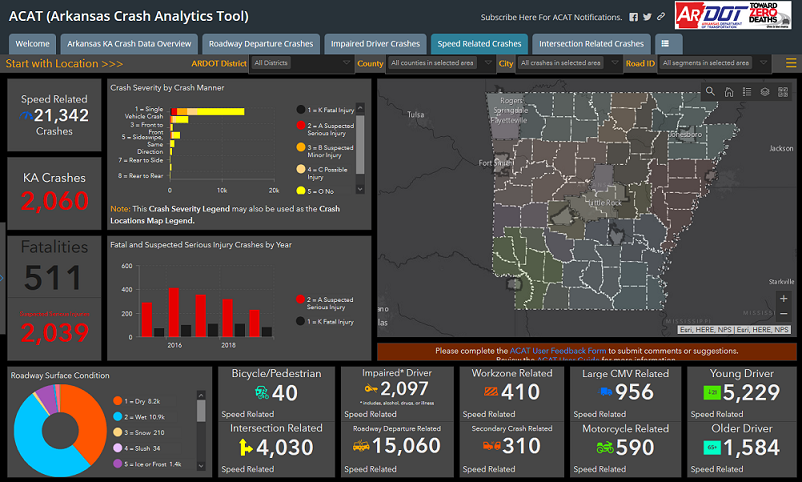 ACAT (Arkansas Crash Analytics Tool)
Subscribe Here For ACAT Notifications.
ARDOT
ARKANSAS DEPARTMENT OF TRANSPORTATION
TOWARD ZERO DEATHS
Welcome
Arkansas KA Crash Data Overview
Roadway Departure Crashes
Impaired Driver Crashes
Speed Related Crashes
Intersection Related Crashes
Start with Location >>>
ARDOT District
All Districts
County
All counties in selected area
City
All crashes in selected area
Road ID
All segments in selected area
Speed Related
21,342
Crashes
KA Crashes
2,060
Fatalities
511
2,039
Crash Severity by Crash Manner
1 = Single
Vehicle Crash
3 = Front to
Front
5 = Sideswipe,
Same
Direction
7 = Rear to Side
8 = Rear to Rear
0
10k
20k
1 = K Fatal Injury
2 = A Suspected
Serious Injury
3 = B Suspected
Minor Injury
4 = C Possible
Injury
5 = O No
Note: This Crash Severity Legend may also be used as the Crash
Locations Map Legend.
Fatal and Suspected Serious Injury Crashes by Year
600
400
200
0
2016
2018
2 = A Suspected
Serious Injury
1 = K Fatal Injury
Tulsa
Rogers
Springdale
Fayetteville
Jonesboro
Jackson
Fort Smith
Little Rock
Starkville
MISSISSIPPI
Esri, HERE, NPS | Esri, HERE, NPS
Please complete the ACAT User Feedback Form to submit comments or suggestions.
Review the ACAT User Guide for more information.
Roadway Surface Condition
1 = Dry 8.2k
2 = Wet 10.9k
3 = Snow 210
4 = Slush 34
5 = Ice or Frost 1.4k
Bicycle/Pedestrian
40
Speed Related
Impaired* Driver
2,097
* Includes, alcohol, drugs, or illness
Speed Related
Workzone Related
410
Speed Related
Large CMV Related
956
Speed Related
Young Driver
<25
5,229
Speed Related
Intersection Related
4,030
Speed Related
Roadway Departure Related
15,060
Speed Related
Secondary Crash Related
310
Speed Related
Motorcycle Related
590
Speed Related
Older Driver
65+
1,584
Speed Related